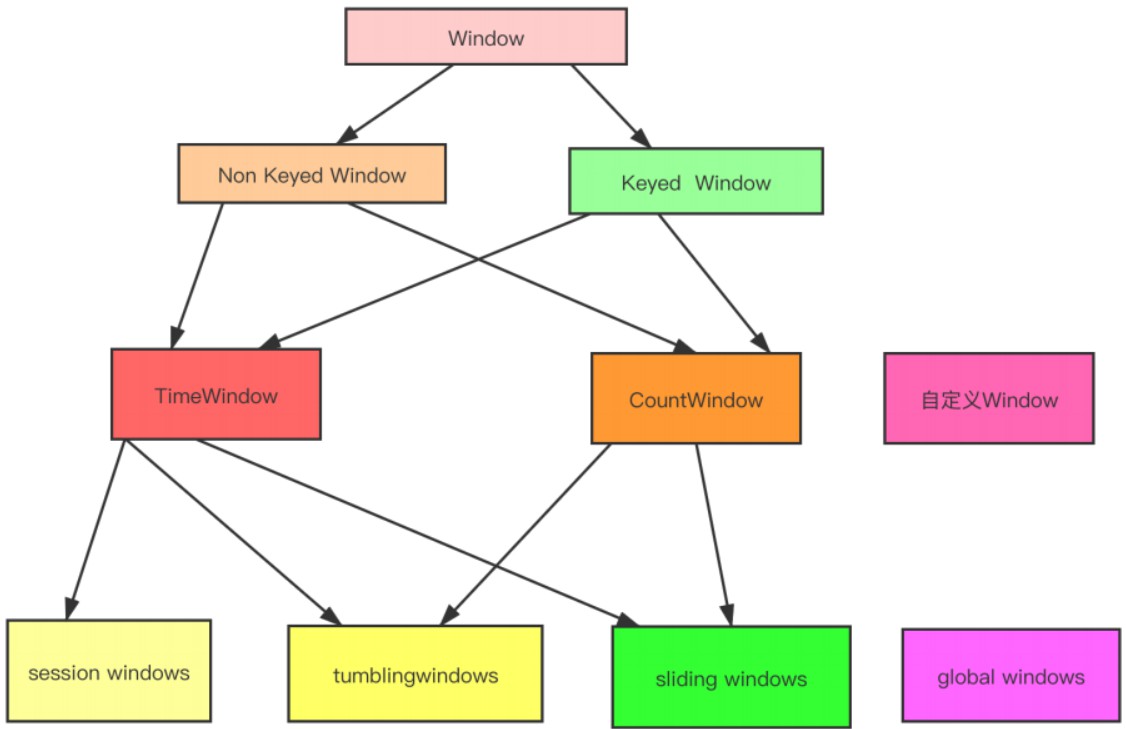 Window
Non Keyed Window
Keyed  Window
TimeWindow
CountWindow
自定义Window
session windows
tumblingwindows
sliding windows
global windows